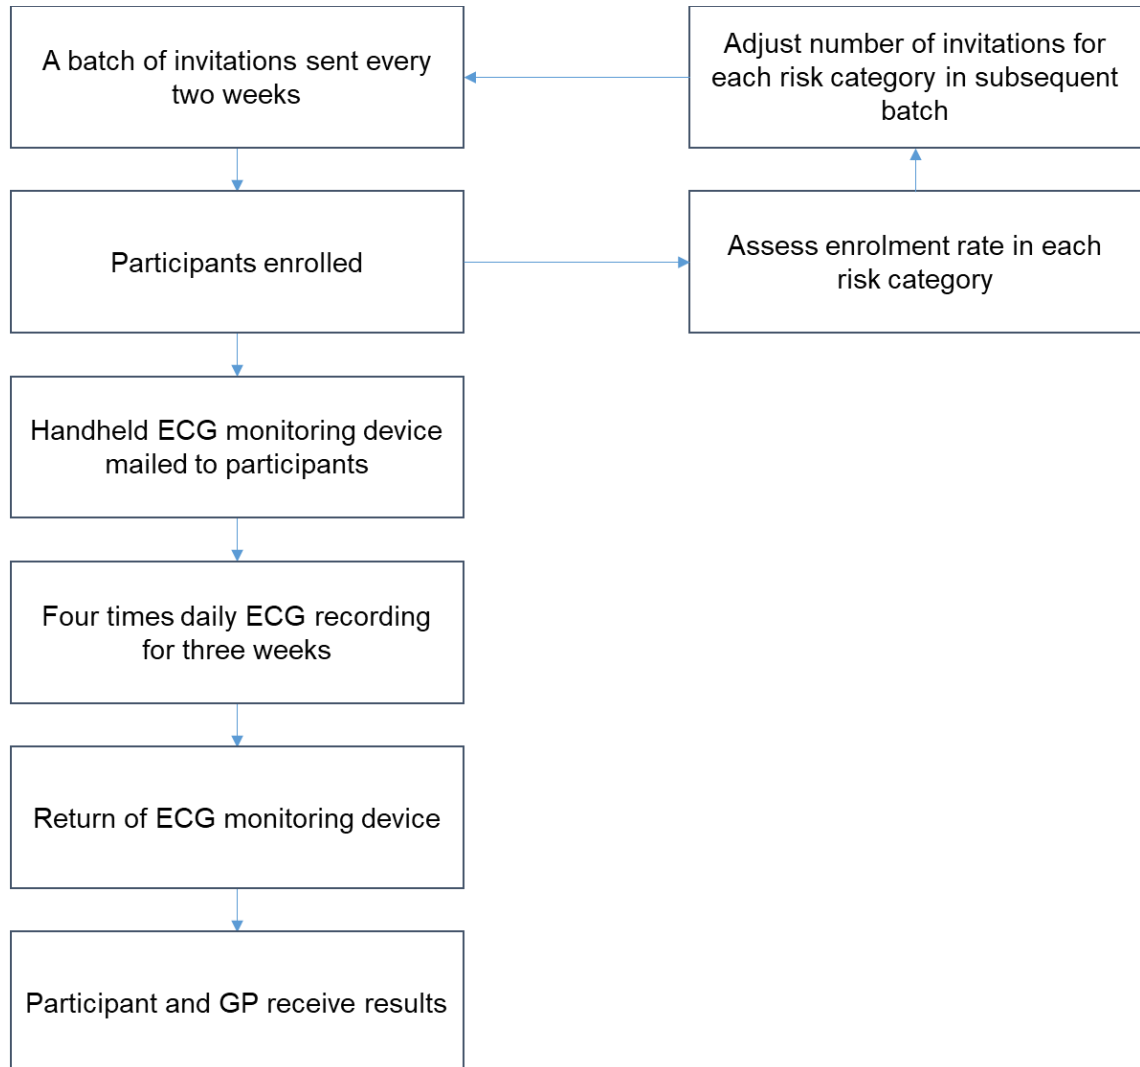 A batch of invitations sent every
two weeks
Adjust number of invitations for
each risk category in subsequent
batch
Participants enrolled
Assess enrolment rate in each
risk category
Handheld ECG monitoring device
mailed to participants
Four times daily ECG recording
for three weeks
Return of ECG monitoring device
Participant and GP receive results